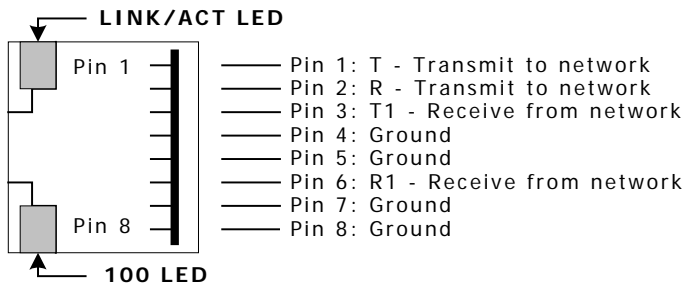 LINK/ACT LED
Pin 1
Pin 1: T - Transmit to network
Pin 2: R - Transmit to network
Pin 3: T1 - Receive from network
Pin 4: Ground
Pin 5: Ground
Pin 6: R1 - Receive from network
Pin 7: Ground
Pin 8
Pin 8: Ground
100 LED